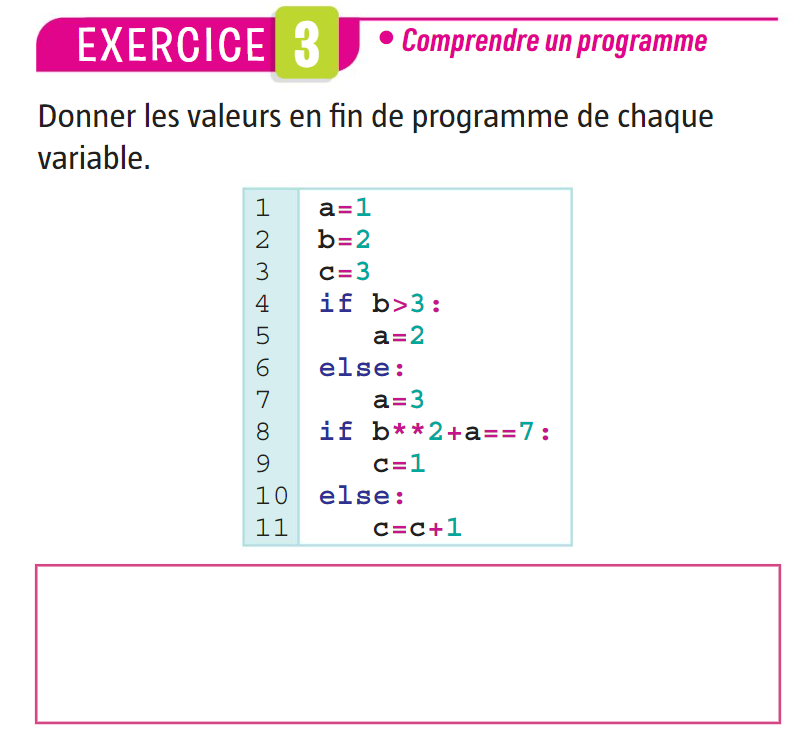 EXERCICE 3 • Comprendre un programme
Donner les valeurs en fin de programme de chaque
variable.
1 a=1
2 b=2
3 c=3
4 if b>3:
5    a=2
6 else:
7    a=3
8 if b**2+a==7:
9    c=1
10 else:
11    c=c+1